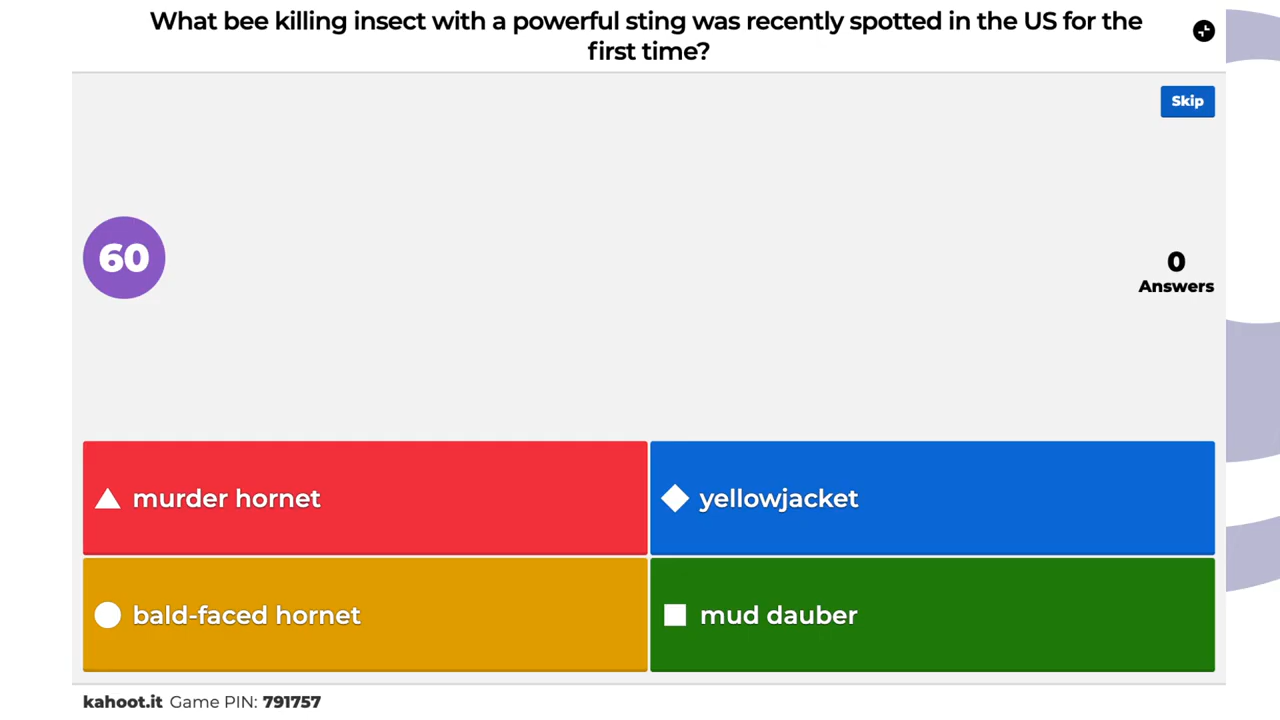 What bee killing insect with a powerful sting was recently spotted in the US for the
first time?
Skip
60
0
Answers
murder hornet
yellowjacket
bald-faced hornet
mud dauber
kahoot.it Game PIN: 791757